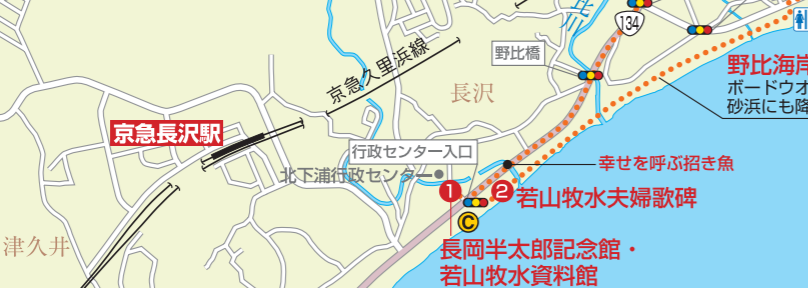 134
野比橋
野比海岸
ボードウオ
砂浜にも降
京急久里浜線
長沢
京急長沢駅
行政センター入口
北下浦行政センター
幸せを呼ぶ招き魚
1
2 若山牧水夫婦歌碑
C
津久井
長岡半太郎記念館・
若山牧水資料館